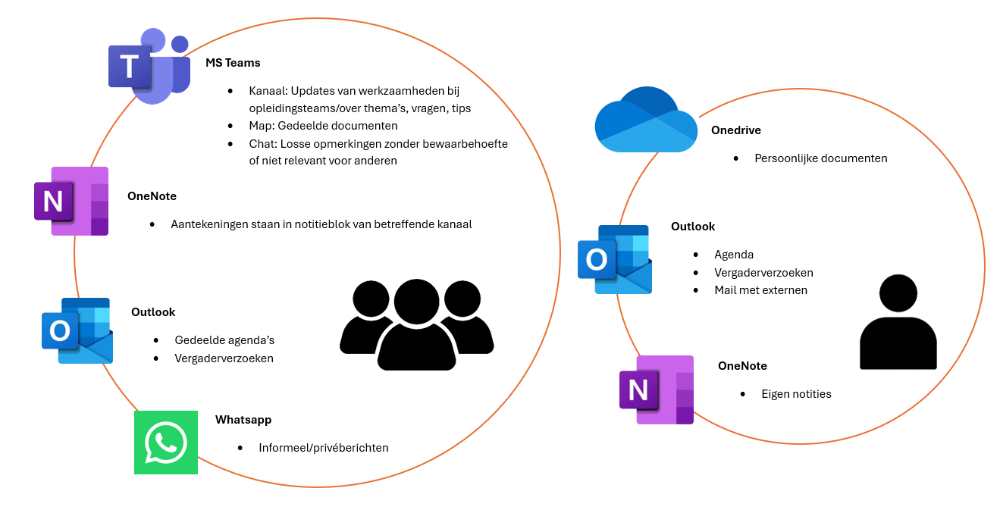 T
MS Teams
• Kanaal: Updates van werkzaamheden bij
opleidingsteams/over thema’s, vragen, tips
• Map: Gedeelde documenten
• Chat: Losse opmerkingen zonder bewaarbehoefte
of niet relevant voor anderen
N
OneNote
• Aantekeningen staan in notitieblok van betreffende kanaal
O
Outlook
• Gedeelde agenda’s
• Vergaderverzoeken
Whatsapp
• Informeel/privéberichten
Onedrive
• Persoonlijke documenten
O
Outlook
• Agenda
• Vergaderverzoeken
• Mail met externen
N
OneNote
• Eigen notities